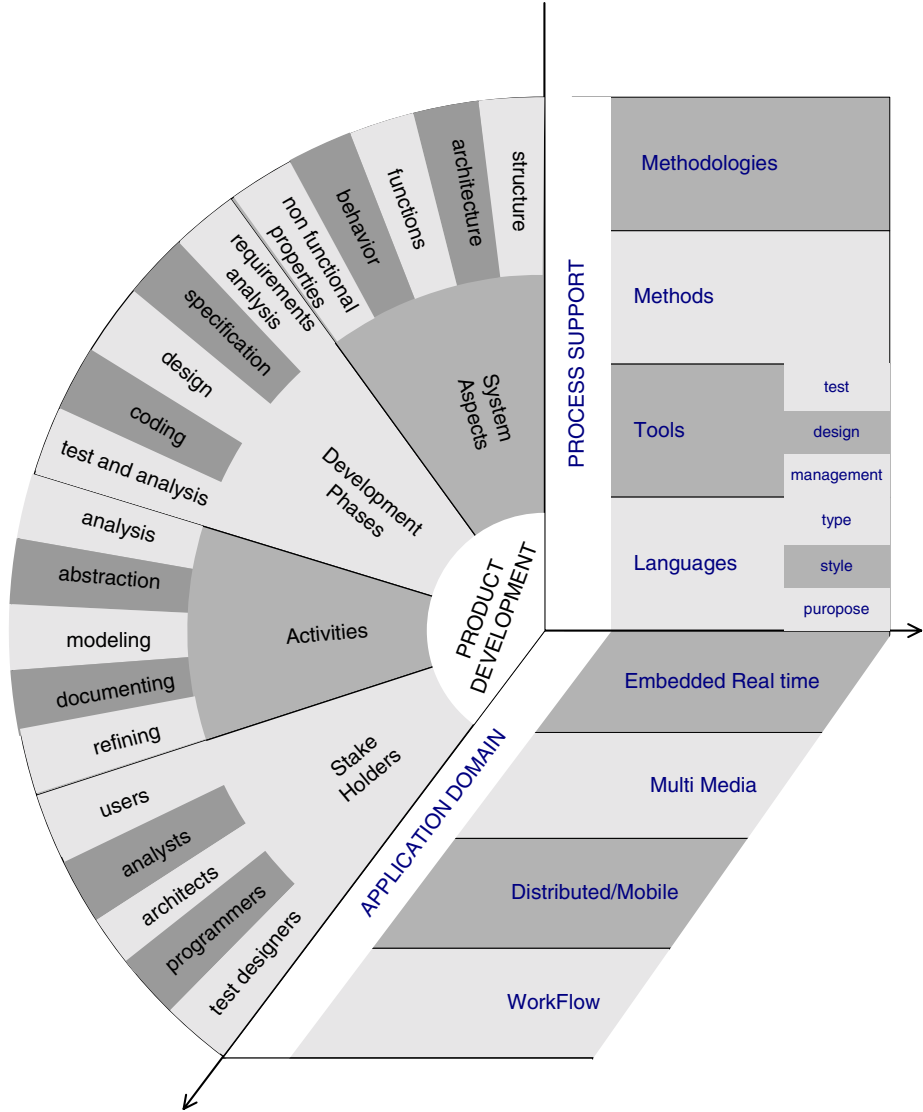 structure
architecture
functions
behavior
non functional
properties
System
Aspects
requirements
analysis
specification
design
coding
test and analysis
Development
Phases
analysis
abstraction
modeling
documenting
refining
Activities
users
analysts
architects
programmers
test designers
Stake
Holders
PRODUCT
DEVELOPMENT
PROCESS SUPPORT
Methodologies
Methods
Tools
test
design
management
Languages
type
style
puropose
APPLICATION DOMAIN
Embedded Real time
Multi Media
Distributed/Mobile
WorkFlow